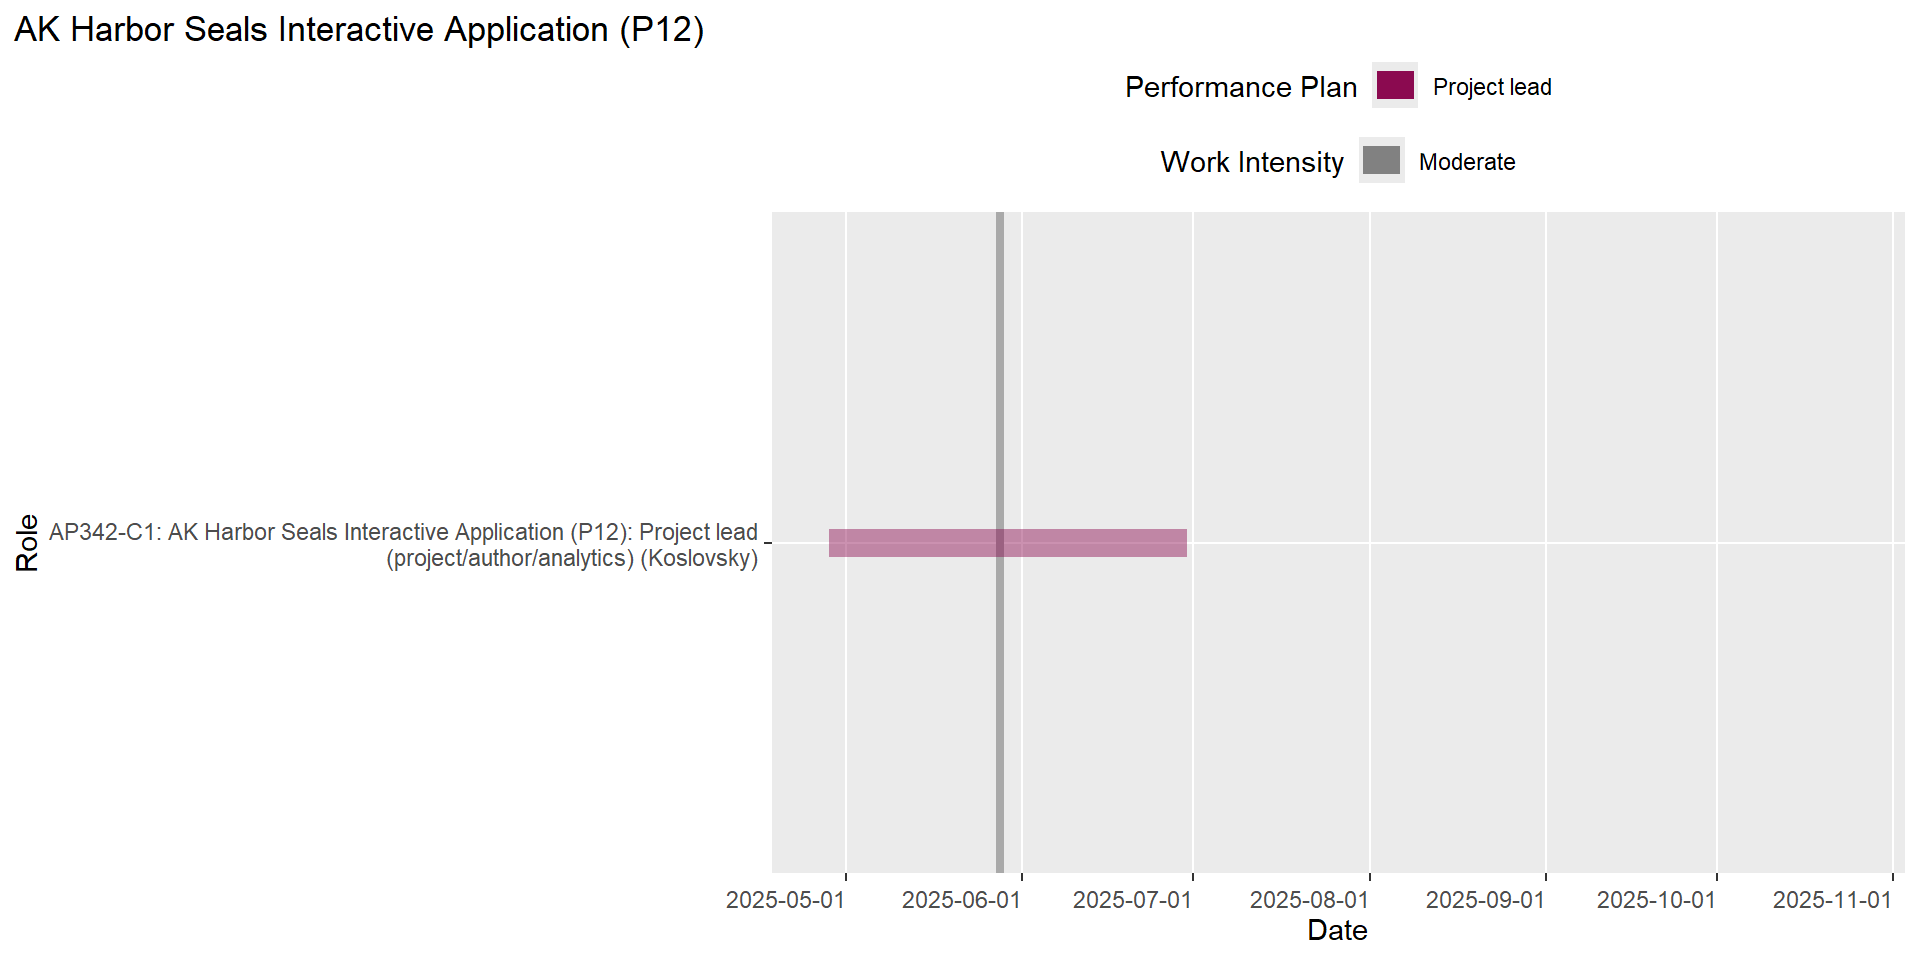 AK Harbor Seals Interactive Application (P12)
Performance Plan
Project lead
Work Intensity
Moderate
Role
AP342-C1: AK Harbor Seals Interactive Application (P12): Project lead
(project/author/analytics) (Koslovsky)
2025-05-01
2025-06-01
2025-07-01
2025-08-01
2025-09-01
2025-10-01
2025-11-01
Date